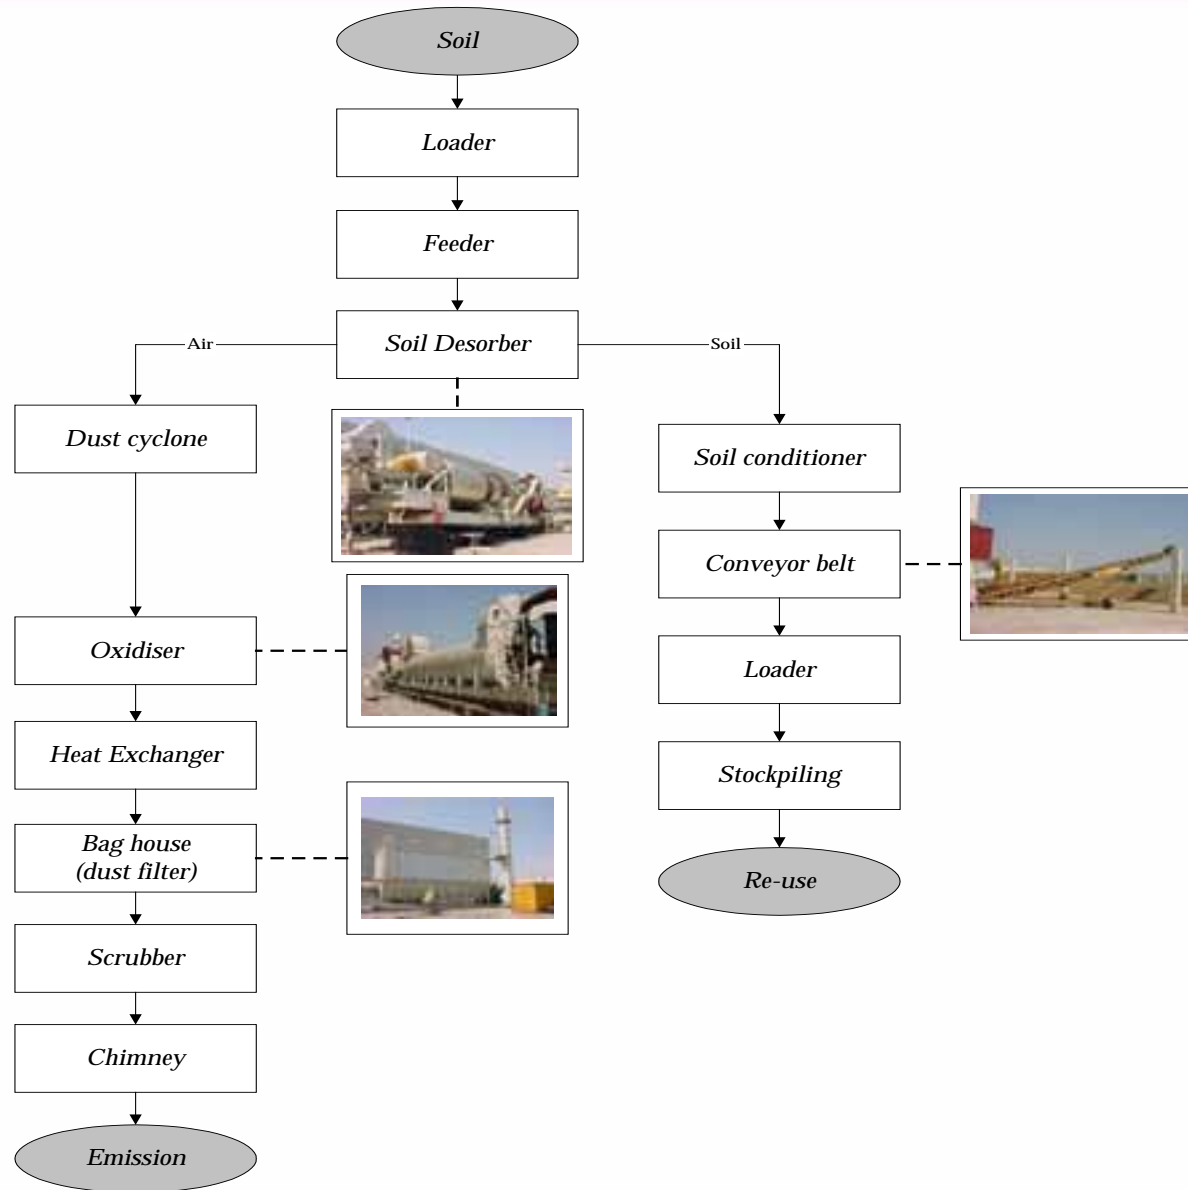 Soil
Loader
Feeder
Soil Desorber
Air
Soil
Dust cyclone
Oxidiser
Heat Exchanger
Bag house
(dust filter)
Scrubber
Chimney
Emission
Soil conditioner
Conveyor belt
Loader
Stockpiling
Re-use